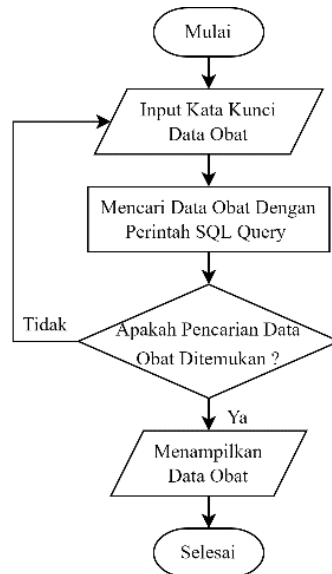 Mulai
Input Kata Kunci
Data Obat
Mencari Data Obat Dengan
Perintah SQL Query
Tidak
Apakah Pencarian Data
Obat Ditemukan ?
Ya
Menampilkan
Data Obat
Selesai